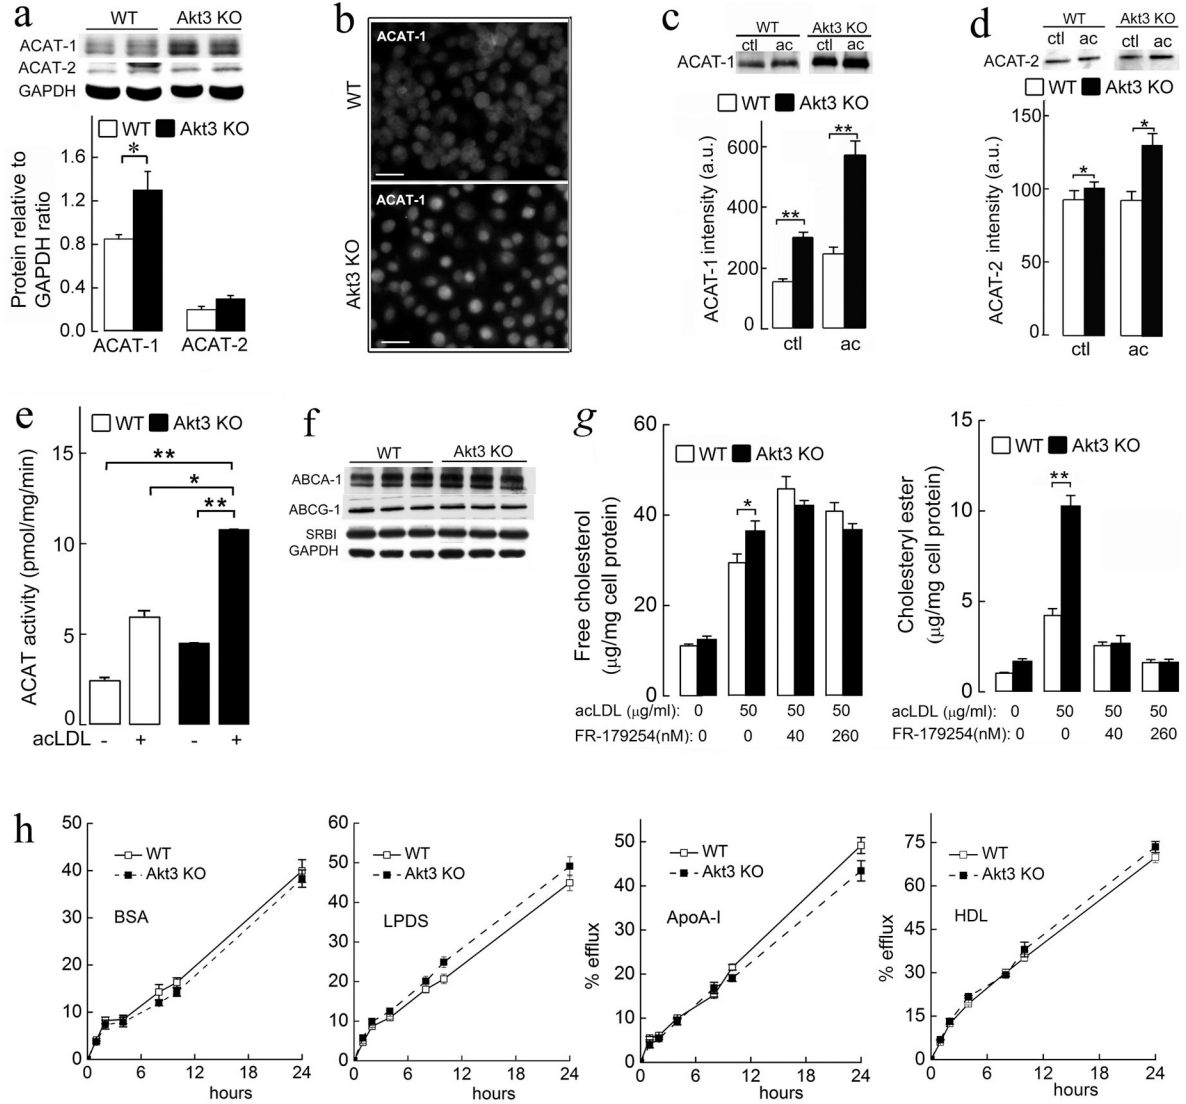 a
WT Akt3 KO
ACAT-1
ACAT-2
GAPDH
WT Akt3 KO
Protein relative to
GAPDH ratio
1.6
1.2
0.8
0.4
0.0
*
ACAT-1 ACAT-2
b
ACAT-1
WT
ACAT-1
Akt3 KO
c
WT Akt3 KO
ctl ac ctl ac
ACAT-1
WT Akt3 KO
ACAT-1 intensity (a.u.)
600
400
200
0
** **
ctl ac
d
WT Akt3 KO
ctl ac ctl ac
ACAT-2
WT Akt3 KO
ACAT-2 intensity (a.u.)
150
100
50
0
* *
ctl ac
e
WT Akt3 KO
ACAT activity (pmol/mg/min)
15
10
5
0
**
*
**
acLDL - + - +
f
WT Akt3 KO
ABCA-1
ABCG-1
SRBI
GAPDH
g
WT Akt3 KO
Free cholesterol
(μg/mg cell protein)
60
40
20
0
*
acLDL (μg/ml): 0 50 50 50
FR-179254(nM): 0 0 40 260
WT Akt3 KO
Cholesteryl ester
(μg/mg cell protein)
15
10
5
0
**
acLDL (μg/ml): 0 50 50 50
FR-179254(nM): 0 0 40 260
h
50
40
30
20
10
0
WT
Akt3 KO
BSA
0 6 12 18 24
hours
60
50
40
30
20
10
0
WT
Akt3 KO
LPDS
0 6 12 18 24
hours
% efflux
50
40
30
20
10
0
WT
Akt3 KO
ApoA-I
0 6 12 18 24
hours
% efflux
75
60
45
30
15
0
WT
Akt3 KO
HDL
0 6 12 18 24
hours